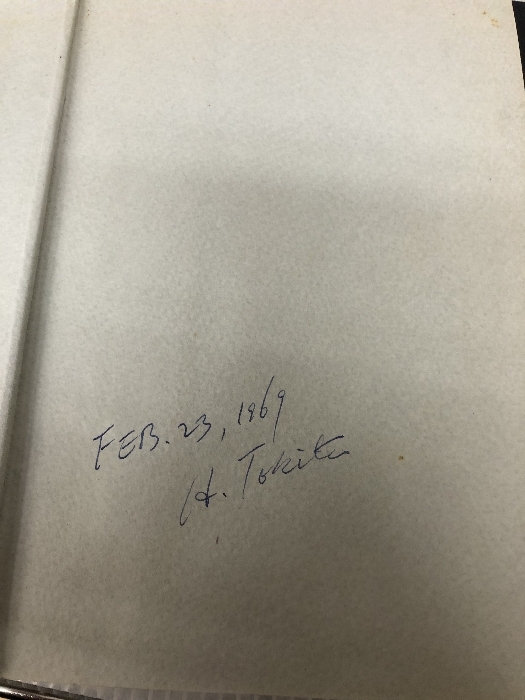 FEB. 23, 1969
H. Tokita